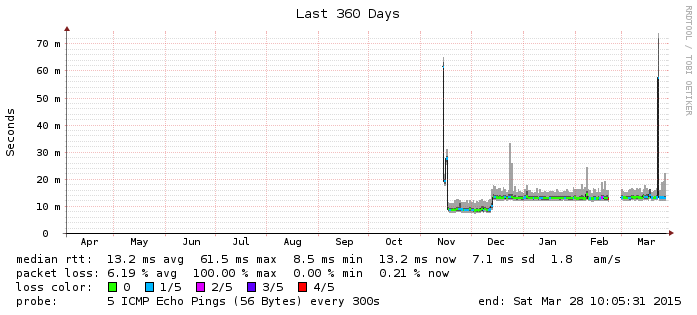 Last 360 Days
RRDTOOL / TOBI OETIKER
Seconds
70 m
60 m
50 m
40 m
30 m
20 m
10 m
0
Apr May Jun Jul Aug Sep Oct Nov Dec Jan Feb Mar
median rtt: 13.2 ms avg 61.5 ms max 8.5 ms min 13.2 ms now 7.1 ms sd 1.8 am/s
packet loss: 6.19 % avg 100.00 % max 0.00 % min 0.21 % now
loss color: 0 1/5 2/5 3/5 4/5
probe: 5 ICMP Echo Pings (56 Bytes) every 300s end: Sat Mar 28 10:05:31 2015